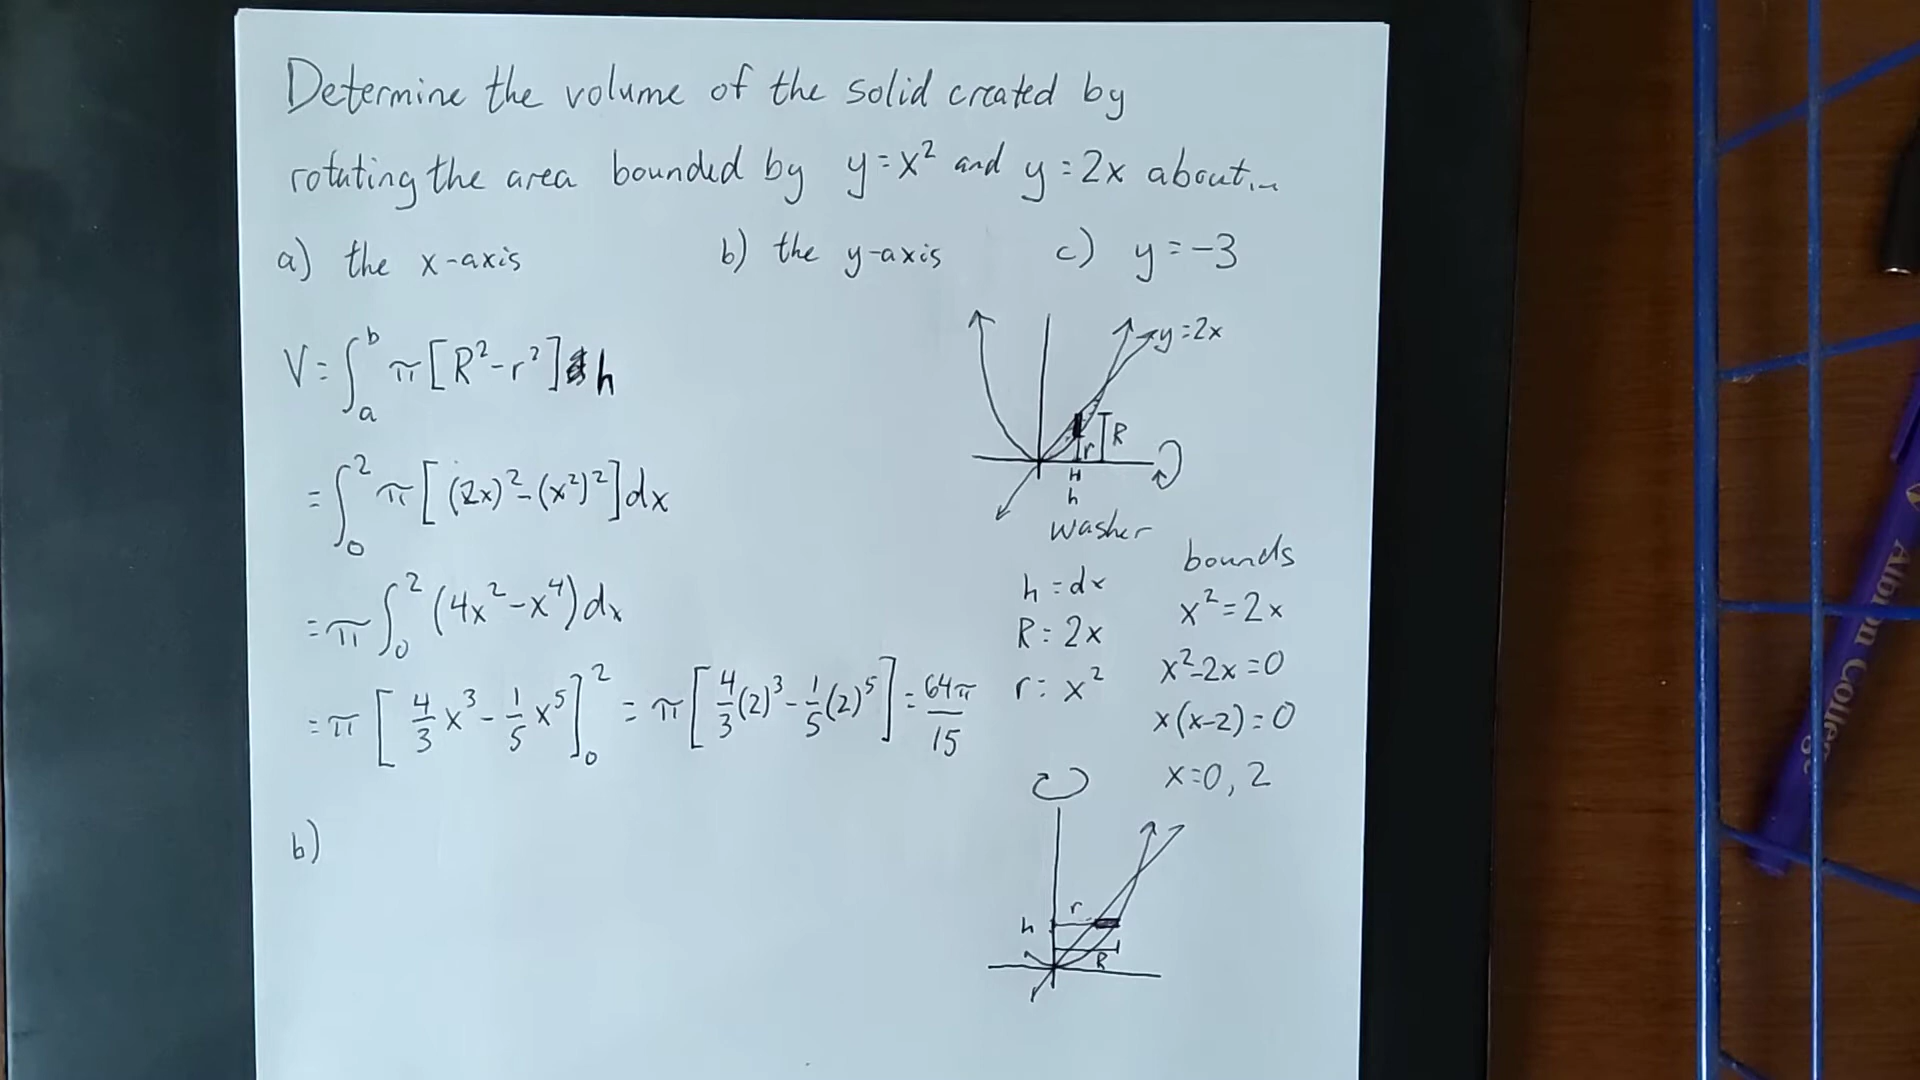 Determine the volume of the solid created by
rotating the area bounded by y=x² and y=2x about...
a) the x-axis b) the y-axis c) y=-3
V=∫ₐᵇ π[R²-r²]h
=∫₀² π[(2x)²-(x²)²]dx
=π∫₀²(4x²-x⁴)dx
=π[4/3 x³-1/5 x⁵]₀² = π[4/3(2)³-1/5(2)⁵]=64π/15
y=2x
R
r
h
washer
h=dx
R=2x
r=x²
bounds
x²=2x
x²-2x=0
x(x-2)=0
x=0, 2
b)
r
h
R
Albion College